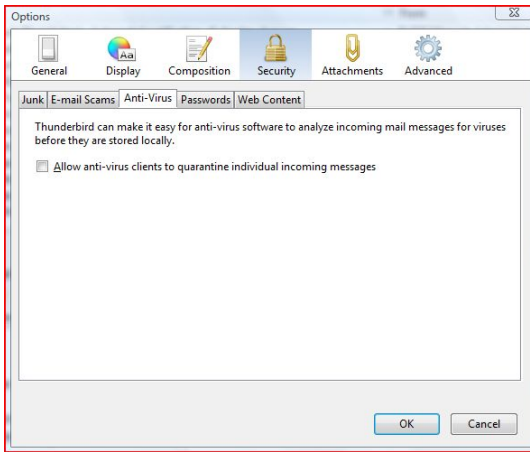 Options
General Display Composition Security Attachments Advanced
Junk E-mail Scams Anti-Virus Passwords Web Content
Thunderbird can make it easy for anti-virus software to analyze incoming mail messages for viruses
before they are stored locally.
Allow anti-virus clients to quarantine individual incoming messages
OK Cancel